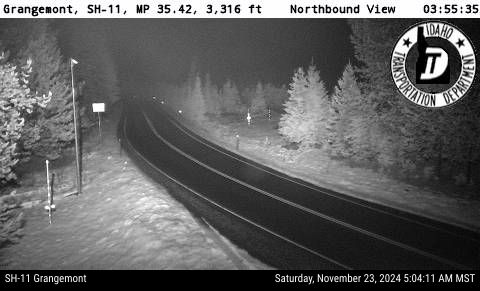 Grangemont, SH-11, MP 35.42, 3,316 ft Northbound View 03:55:35
IDAHO
TRANSPORTATION DEPARTMENT
SH-11 Grangemont Saturday, November 23, 2024 5:04:11 AM MST